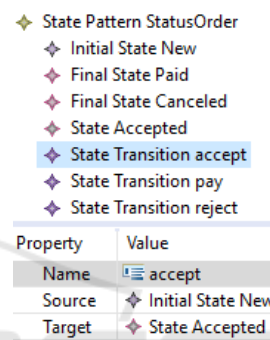 State Pattern StatusOrder
Initial State New
Final State Paid
Final State Canceled
State Accepted
State Transition accept
State Transition pay
State Transition reject
Property Value
Name accept
Source Initial State New
Target State Accepted